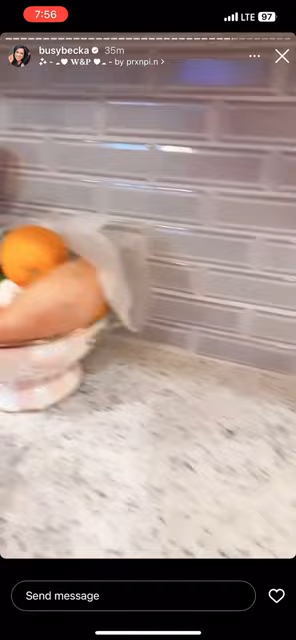 7:56
LTE 97
busybecka 35m
- W&P - by prxnpi.n >
Send message